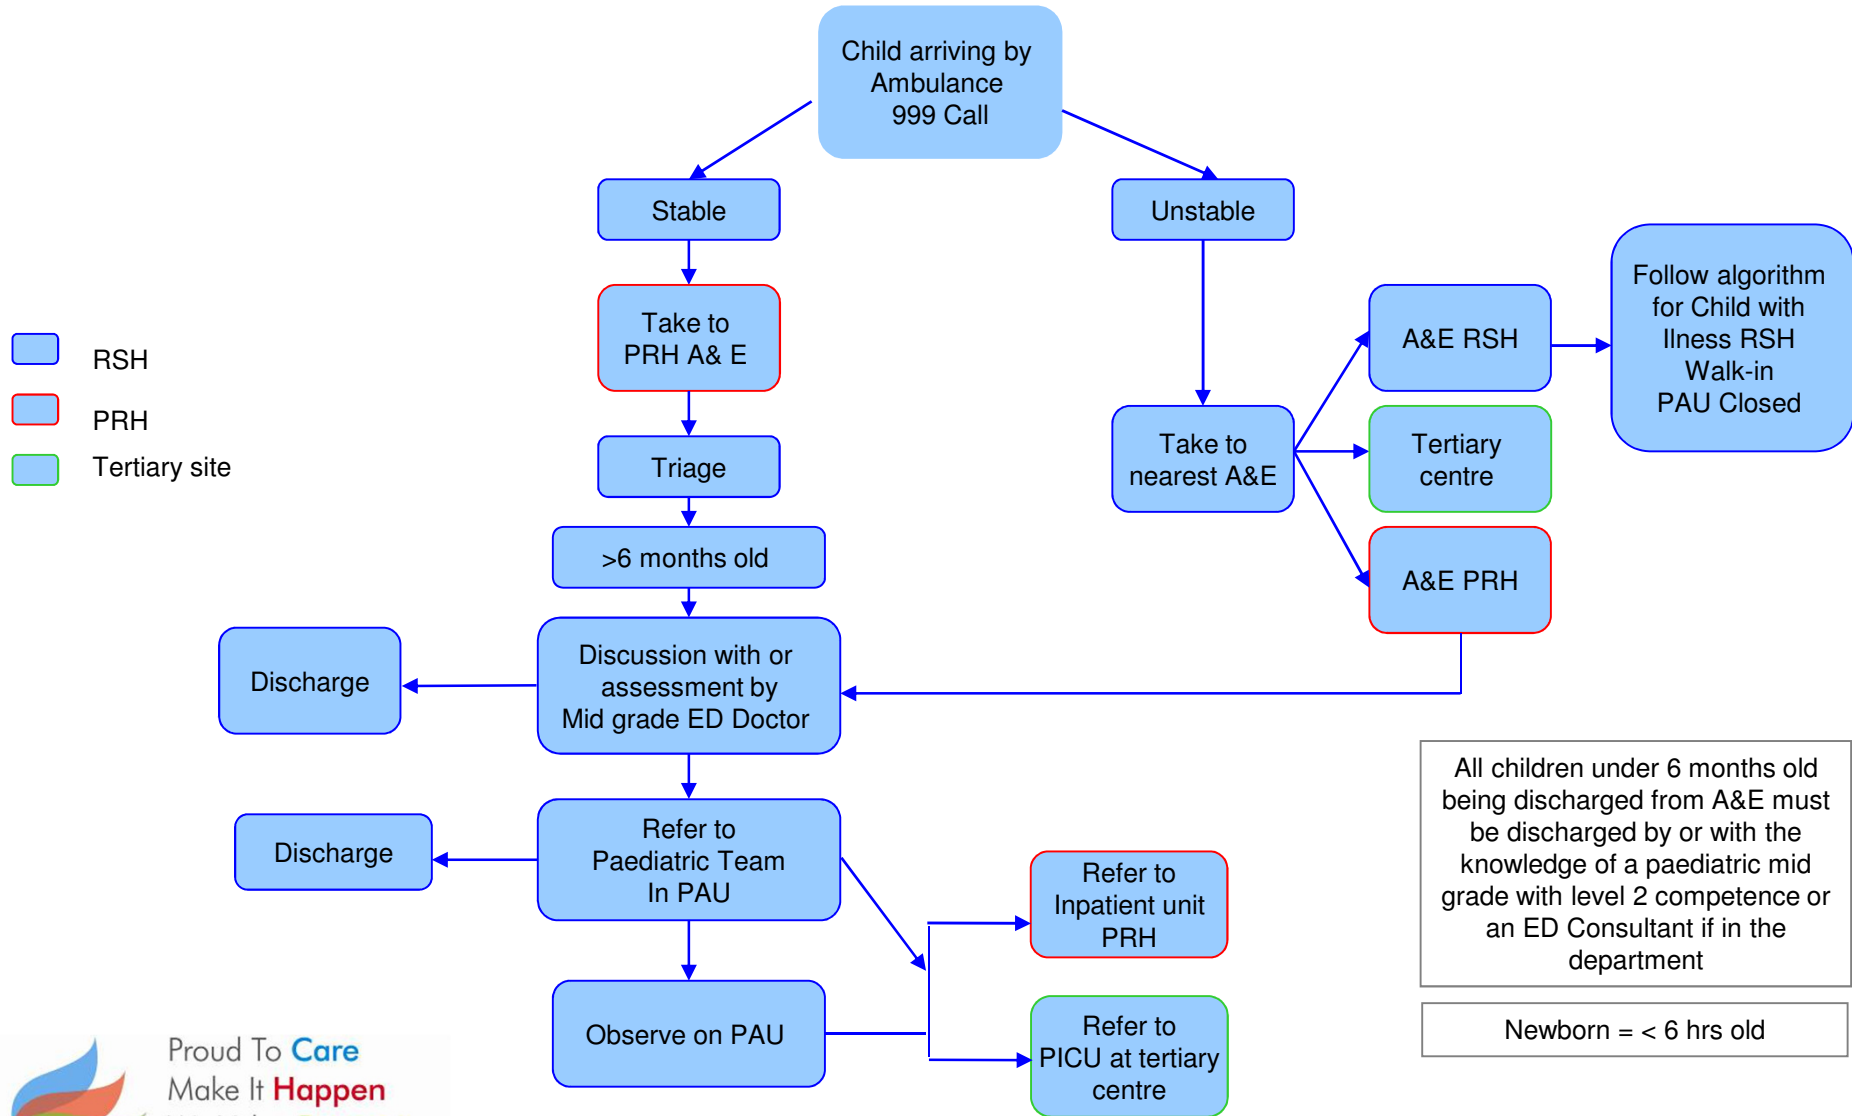 Child arriving by
Ambulance
999 Call
Stable
Unstable
Take to
PRH A& E
A&E RSH
Follow algorithm
for Child with
Ilness RSH
Walk-in
PAU Closed
RSH
PRH
Tertiary site
Triage
Take to
nearest A&E
Tertiary
centre
>6 months old
A&E PRH
Discharge
Discussion with or
assessment by
Mid grade ED Doctor
Discharge
Refer to
Paediatric Team
In PAU
Refer to
Inpatient unit
PRH
All children under 6 months old
being discharged from A&E must
be discharged by or with the
knowledge of a paediatric mid
grade with level 2 competence or
an ED Consultant if in the
department
Observe on PAU
Refer to
PICU at tertiary
centre
Newborn = < 6 hrs old
Proud To Care
Make It Happen